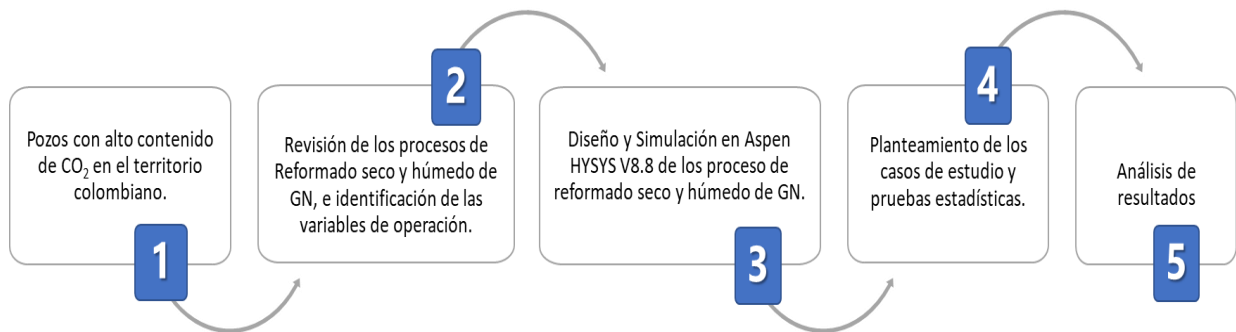 1
Pozos con alto contenido
de CO₂ en el territorio
colombiano.
2
Revisión de los procesos de
Reformado seco y húmedo de
GN, e identificación de las
variables de operación.
3
Diseño y Simulación en Aspen
HYSYS V8.8 de los proceso de
reformado seco y húmedo de GN.
4
Planteamiento de los
casos de estudio y
pruebas estadísticas.
5
Análisis de
resultados